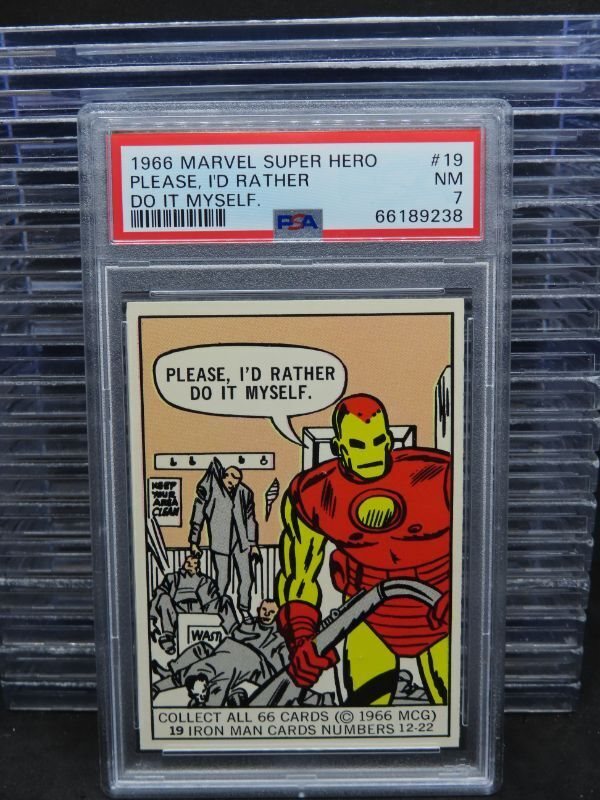 1966 MARVEL SUPER HERO #19
PLEASE, I'D RATHER NM
DO IT MYSELF. 7
PSA 66189238
PLEASE, I'D RATHER
DO IT MYSELF.
KEEP
YOUR
AREA
CLEAN
WAST
COLLECT ALL 66 CARDS (© 1966 MCG)
19 IRON MAN CARDS NUMBERS 12-22